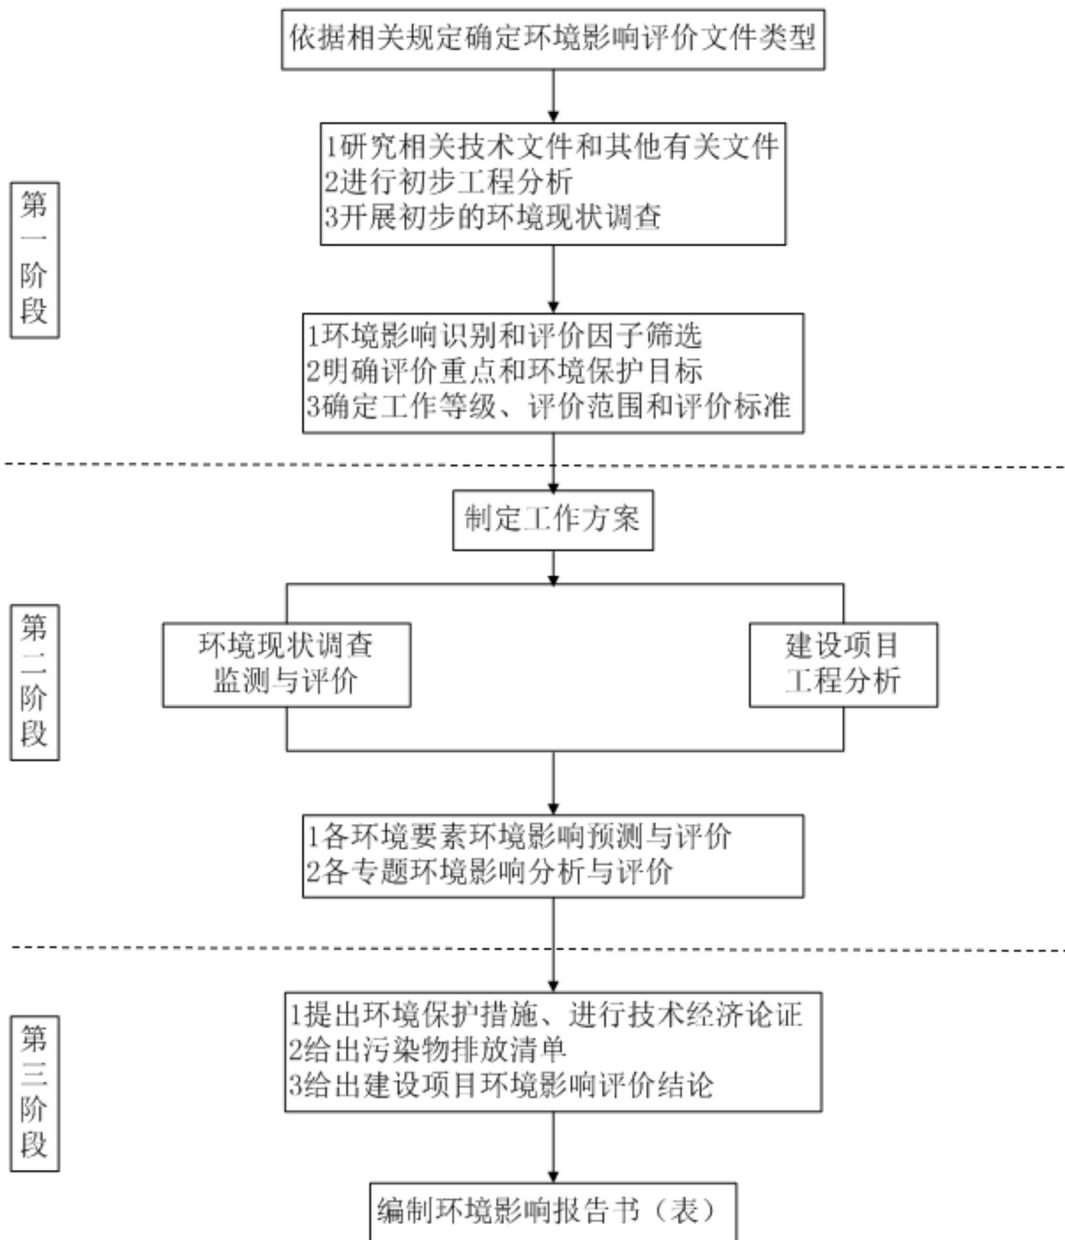 依据相关规定确定环境影响评价文件类型
1研究相关技术文件和其他有关文件
2进行初步工程分析
3开展初步的环境现状调查
第一阶段
1环境影响识别和评价因子筛选
2明确评价重点和环境保护目标
3确定工作等级、评价范围和评价标准
制定工作方案
第二阶段
环境现状调查
监测与评价
建设项目
工程分析
1各环境要素环境影响预测与评价
2各专题环境影响分析与评价
第三阶段
1提出环境保护措施、进行技术经济论证
2给出污染物排放清单
3给出建设项目环境影响评价结论
编制环境影响报告书（表）